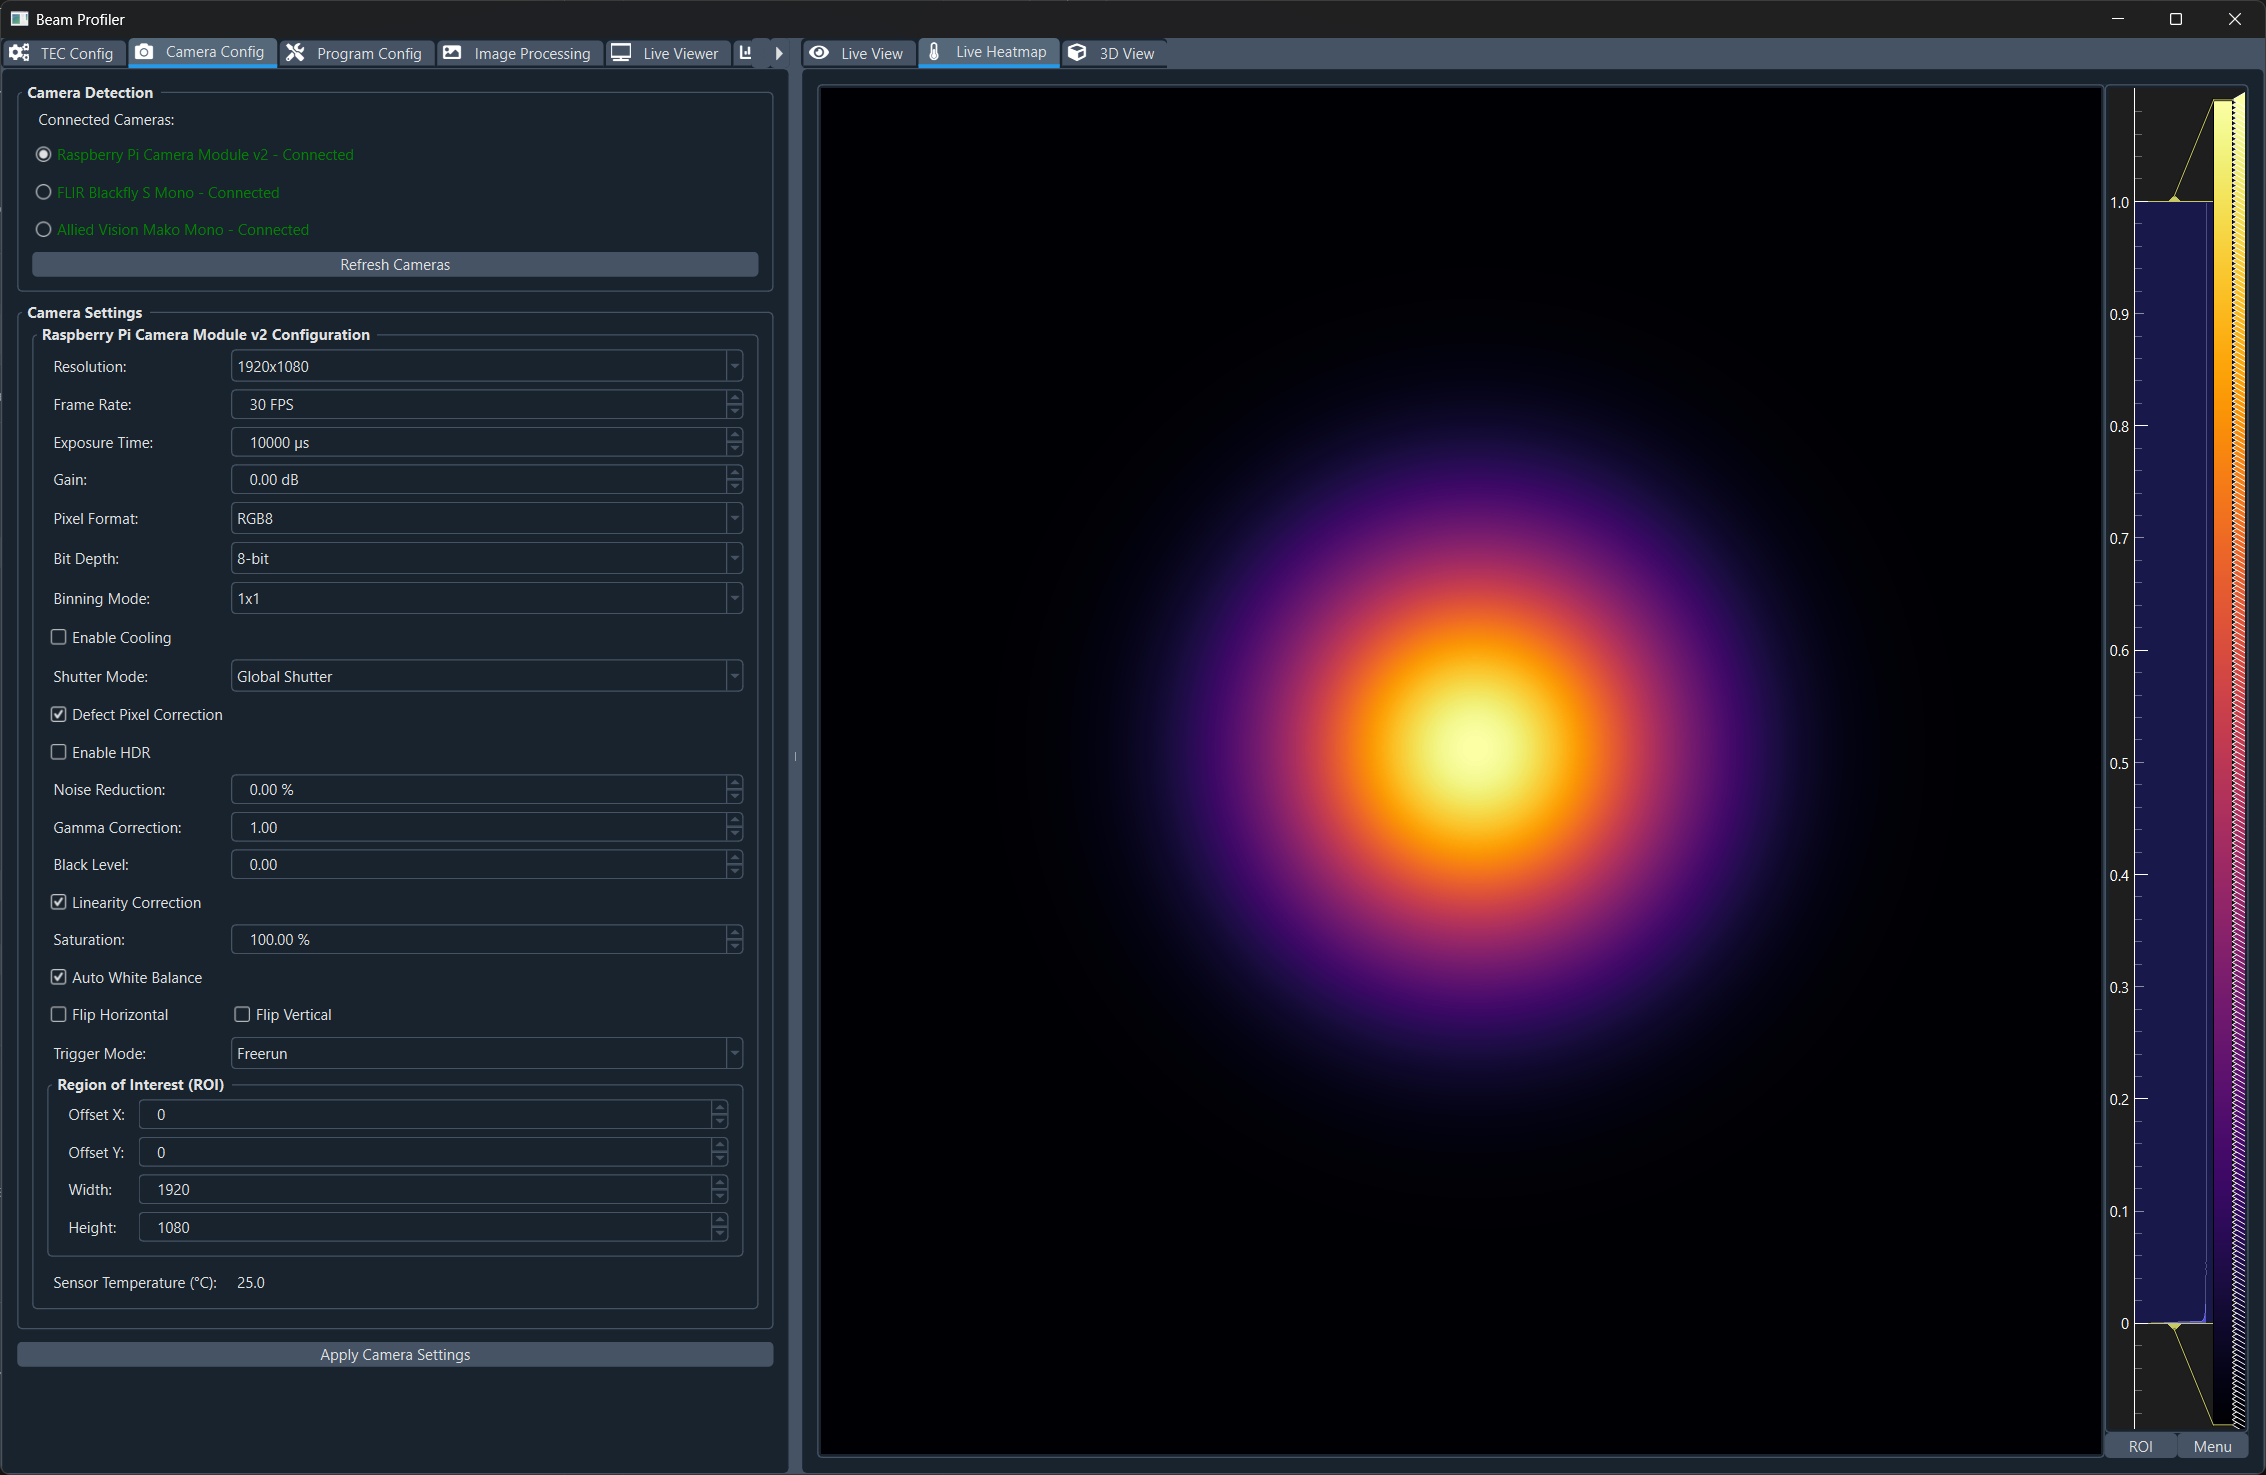 Beam Profiler
TEC Config
Camera Config
Program Config
Image Processing
Live Viewer
Live View
Live Heatmap
3D View
Camera Detection
Connected Cameras:
Raspberry Pi Camera Module v2 - Connected
FLIR Blackfly S Mono - Connected
Allied Vision Mako Mono - Connected
Refresh Cameras
Camera Settings
Raspberry Pi Camera Module v2 Configuration
Resolution: 1920x1080
Frame Rate: 30 FPS
Exposure Time: 10000 µs
Gain: 0.00 dB
Pixel Format: RGB8
Bit Depth: 8-bit
Binning Mode: 1x1
Enable Cooling
Shutter Mode: Global Shutter
Defect Pixel Correction
Enable HDR
Noise Reduction: 0.00 %
Gamma Correction: 1.00
Black Level: 0.00
Linearity Correction
Saturation: 100.00 %
Auto White Balance
Flip Horizontal Flip Vertical
Trigger Mode: Freerun
Region of Interest (ROI)
Offset X: 0
Offset Y: 0
Width: 1920
Height: 1080
Sensor Temperature (°C): 25.0
Apply Camera Settings
1.0
0.9
0.8
0.7
0.6
0.5
0.4
0.3
0.2
0.1
0
ROI
Menu